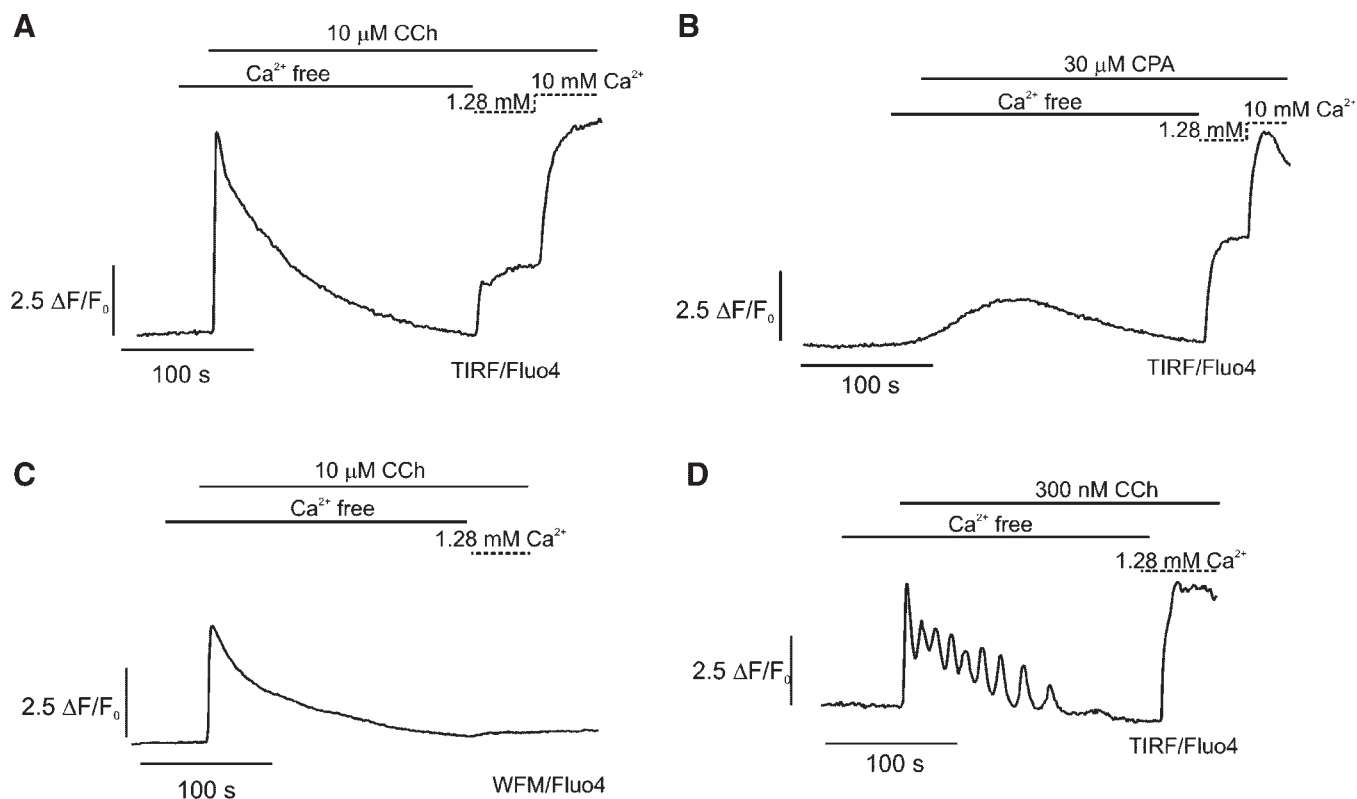 A
10 μM CCh
Ca²⁺ free
10 mM Ca²⁺
1.28 mM
2.5 ΔF/F₀
100 s
TIRF/Fluo4
B
30 μM CPA
Ca²⁺ free
10 mM Ca²⁺
1.28 mM
2.5 ΔF/F₀
100 s
TIRF/Fluo4
C
10 μM CCh
Ca²⁺ free
1.28 mM Ca²⁺
2.5 ΔF/F₀
100 s
WFM/Fluo4
D
300 nM CCh
Ca²⁺ free
1.28 mM Ca²⁺
2.5 ΔF/F₀
100 s
TIRF/Fluo4